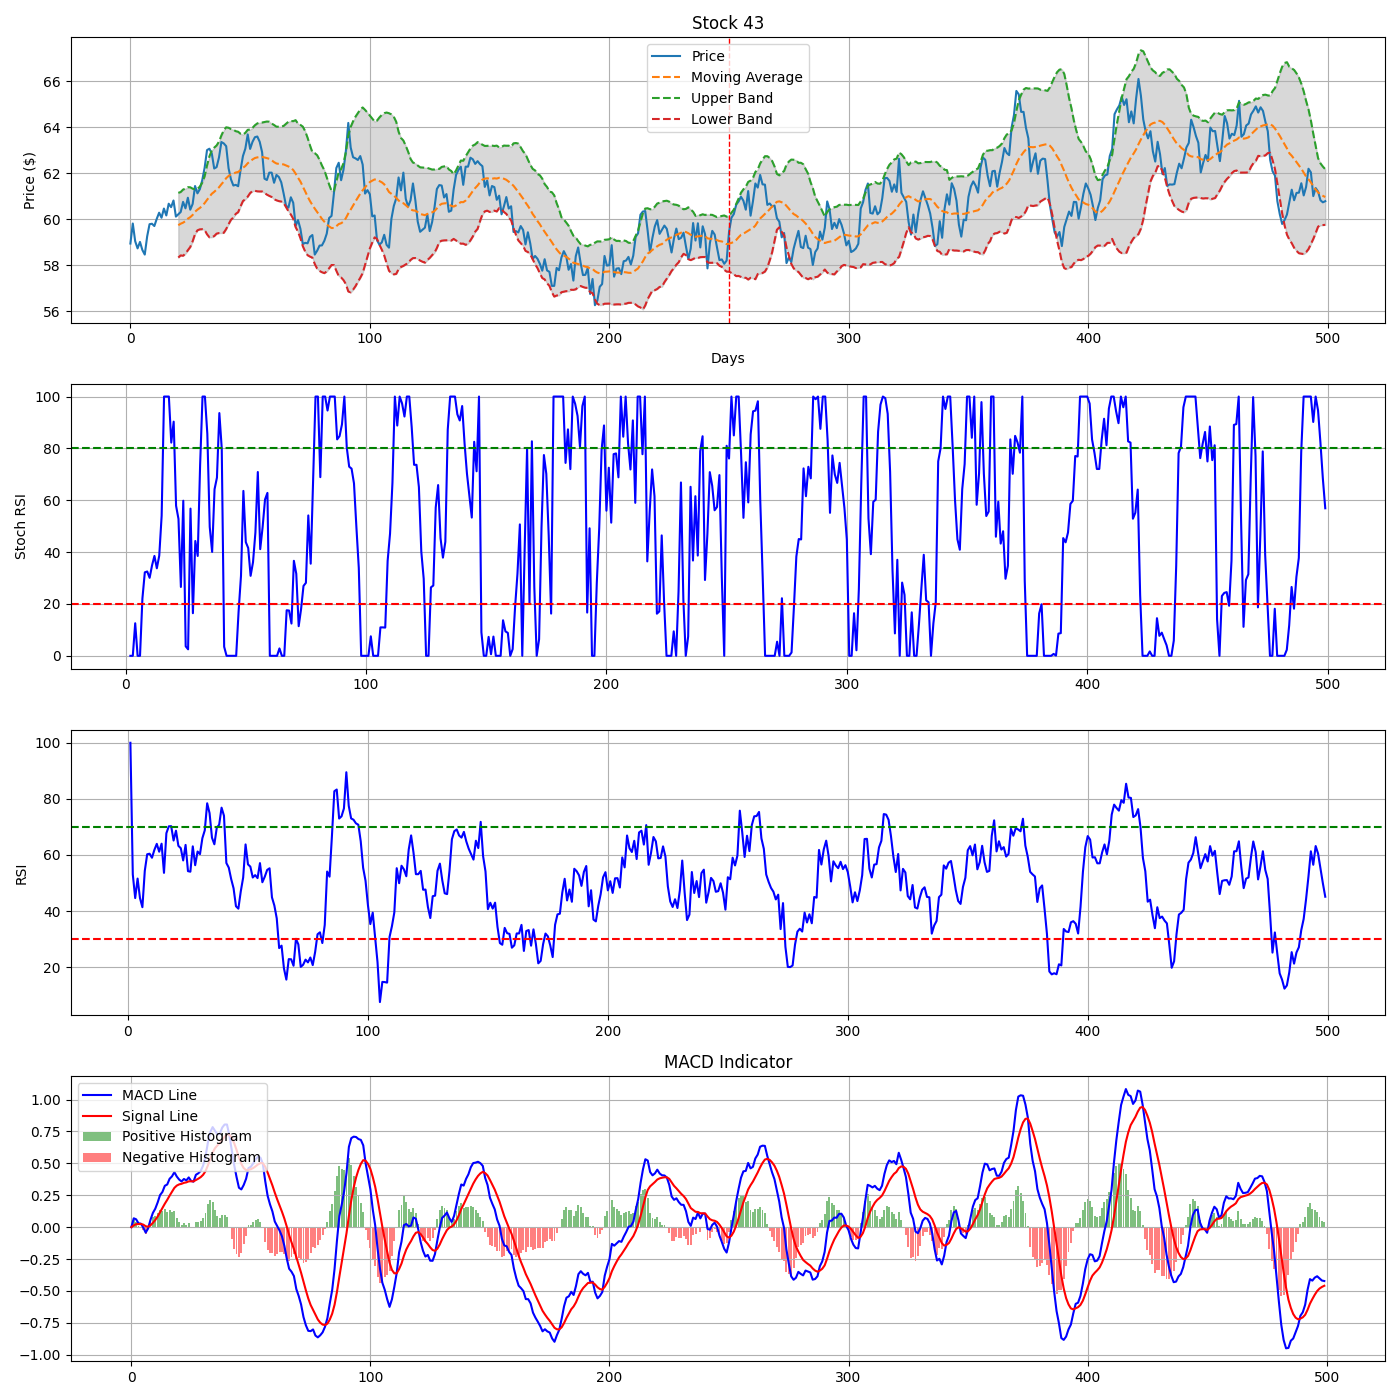 Stock 43
Price ($)
66
64
62
60
58
56
Price
Moving Average
Upper Band
Lower Band
0 100 200 300 400 500
Days
Stoch RSI
100
80
60
40
20
0
0 100 200 300 400 500
RSI
100
80
60
40
20
0 100 200 300 400 500
MACD Indicator
1.00
0.75
0.50
0.25
0.00
−0.25
−0.50
−0.75
−1.00
MACD Line
Signal Line
Positive Histogram
Negative Histogram
0 100 200 300 400 500